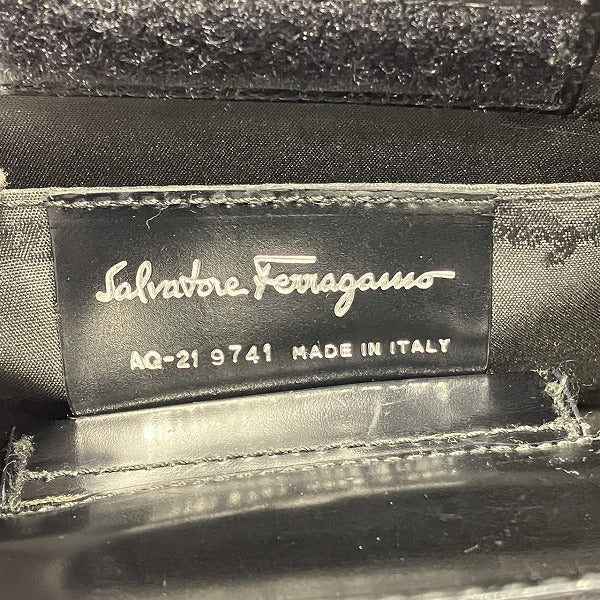 Salvatore Ferragamo
AQ-21 9741 MADE IN ITALY